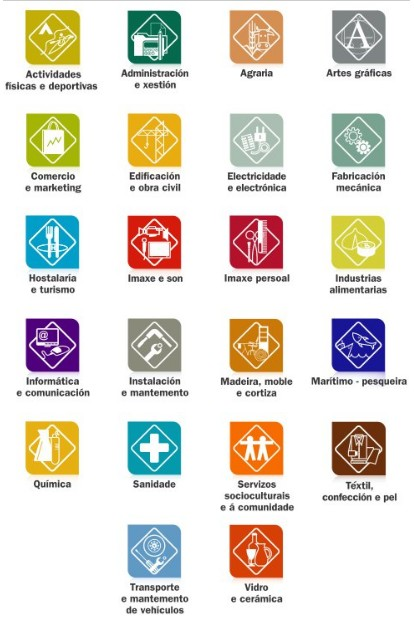 Actividades
físicas e deportivas
Administración
e xestión
Agraria
A
Artes gráficas
Comercio
e marketing
Edificación
e obra civil
Electricidade
e electrónica
Fabricación
mecánica
Hostalaría
e turismo
Imaxe e son
Imaxe persoal
Industrias
alimentarias
@
Informática
e comunicación
Instalación
e mantemento
Madeira, moble
e cortiza
Marítimo - pesqueira
Química
Sanidade
Servizos
socioculturais
e á comunidade
Téxtil,
confección e pel
Transporte
e mantemento
de vehículos
Vidro
e cerámica